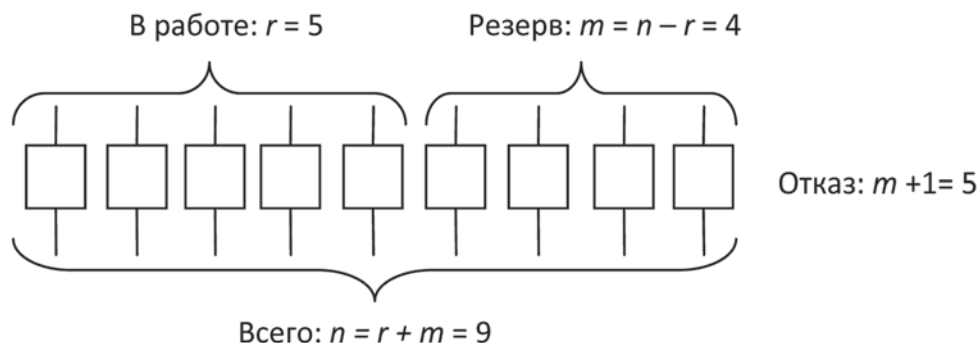 В работе: r = 5
Резерв: m = n – r = 4
Отказ: m +1= 5
Всего: n = r + m = 9